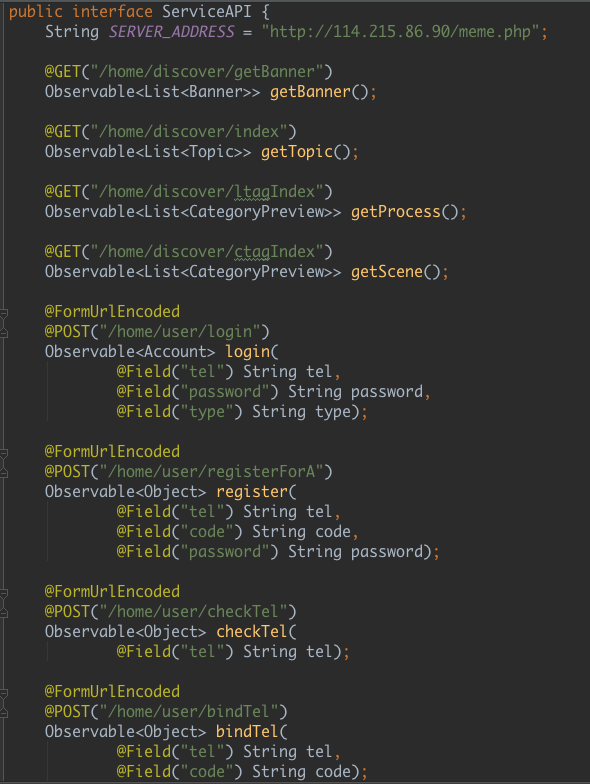 public interface ServiceAPI {
String SERVER_ADDRESS = "http://114.215.86.90/meme.php";
@GET("/home/discover/getBanner")
Observable<List<Banner>> getBanner();
@GET("/home/discover/index")
Observable<List<Topic>> getTopic();
@GET("/home/discover/ltagIndex")
Observable<List<CategoryPreview>> getProcess();
@GET("/home/discover/ctagIndex")
Observable<List<CategoryPreview>> getScene();
@FormUrlEncoded
@POST("/home/user/login")
Observable<Account> login(
@Field("tel") String tel,
@Field("password") String password,
@Field("type") String type);
@FormUrlEncoded
@POST("/home/user/registerForA")
Observable<Object> register(
@Field("tel") String tel,
@Field("code") String code,
@Field("password") String password);
@FormUrlEncoded
@POST("/home/user/checkTel")
Observable<Object> checkTel(
@Field("tel") String tel);
@FormUrlEncoded
@POST("/home/user/bindTel")
Observable<Object> bindTel(
@Field("tel") String tel,
@Field("code") String code);